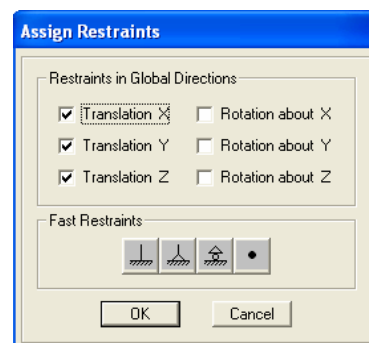 Assign Restraints
Restraints in Global Directions
Translation X Rotation about X
Translation Y Rotation about Y
Translation Z Rotation about Z
Fast Restraints
OK Cancel